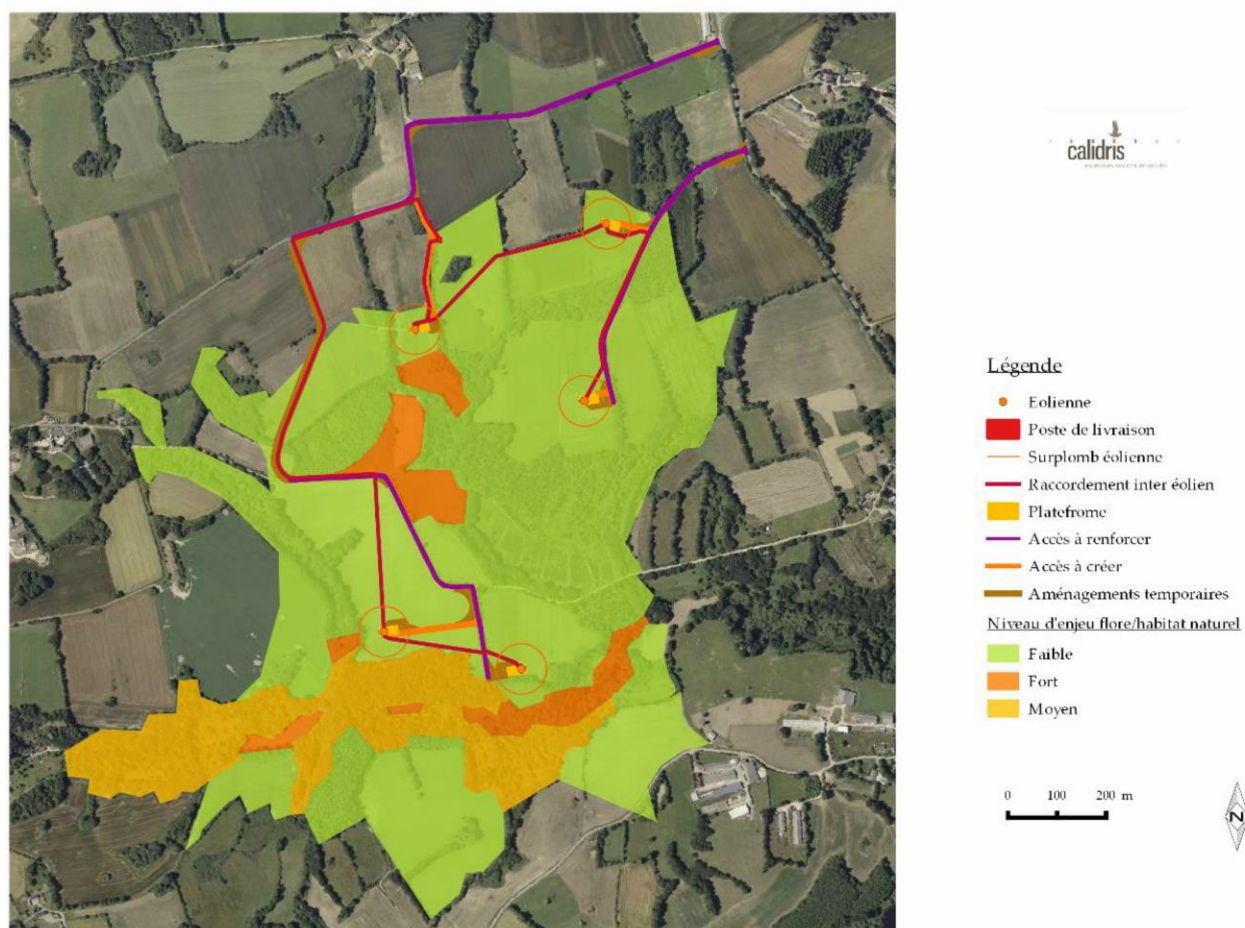 calidris
Légende
Eolienne
Poste de livraison
Surplomb éolienne
Raccordement inter éolien
Platefrome
Accès à renforcer
Accès à créer
Aménagements temporaires
Niveau d'enjeu flore/habitat naturel
Faible
Fort
Moyen
0 100 200 m
N